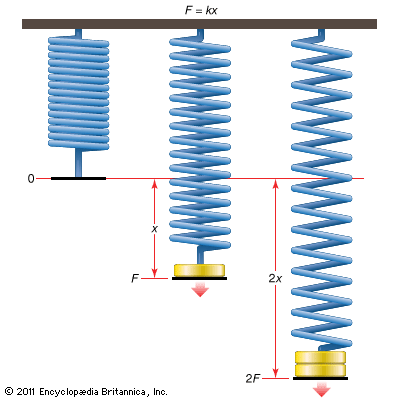 F = kx
0
x
F
2x
2F
© 2011 Encyclopædia Britannica, Inc.